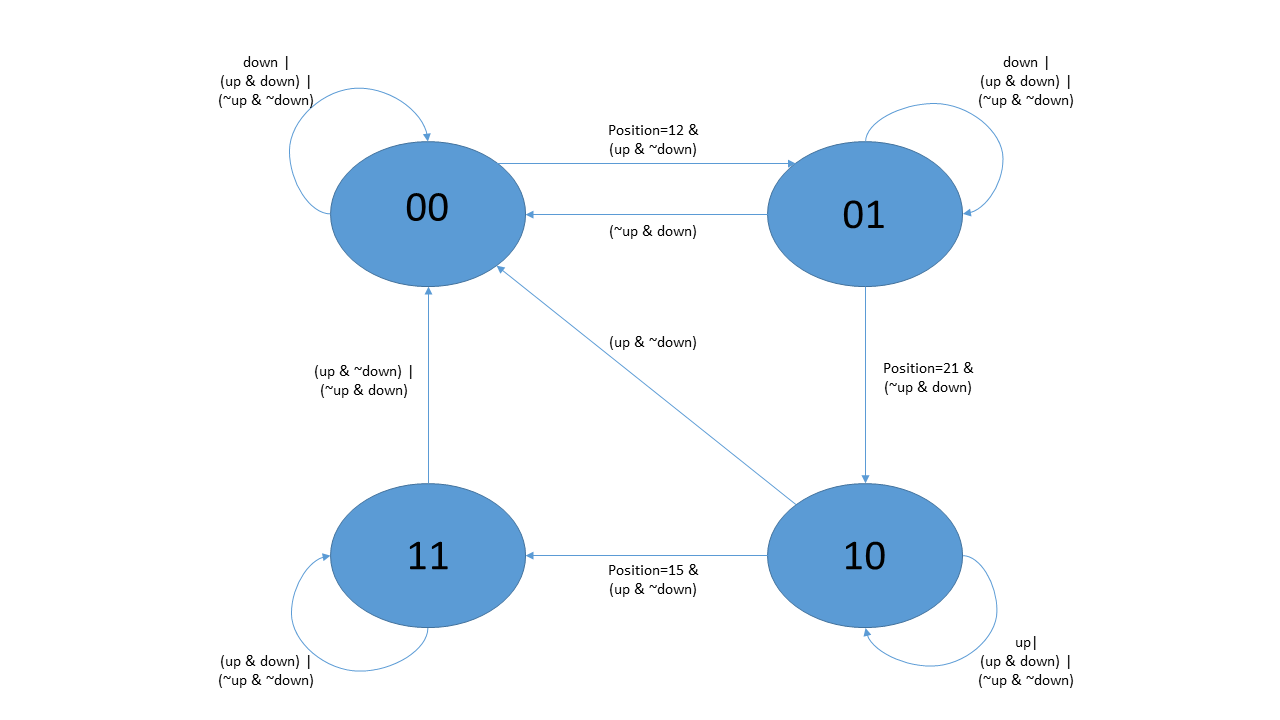 down |
(up & down) |
(~up & ~down)
down |
(up & down) |
(~up & ~down)
Position=12 &
(up & ~down)
00
01
(~up & down)
(up & ~down)
(up & ~down) |
(~up & down)
Position=21 &
(~up & down)
11
10
Position=15 &
(up & ~down)
(up & down) |
(~up & ~down)
up|
(up & down) |
(~up & ~down)